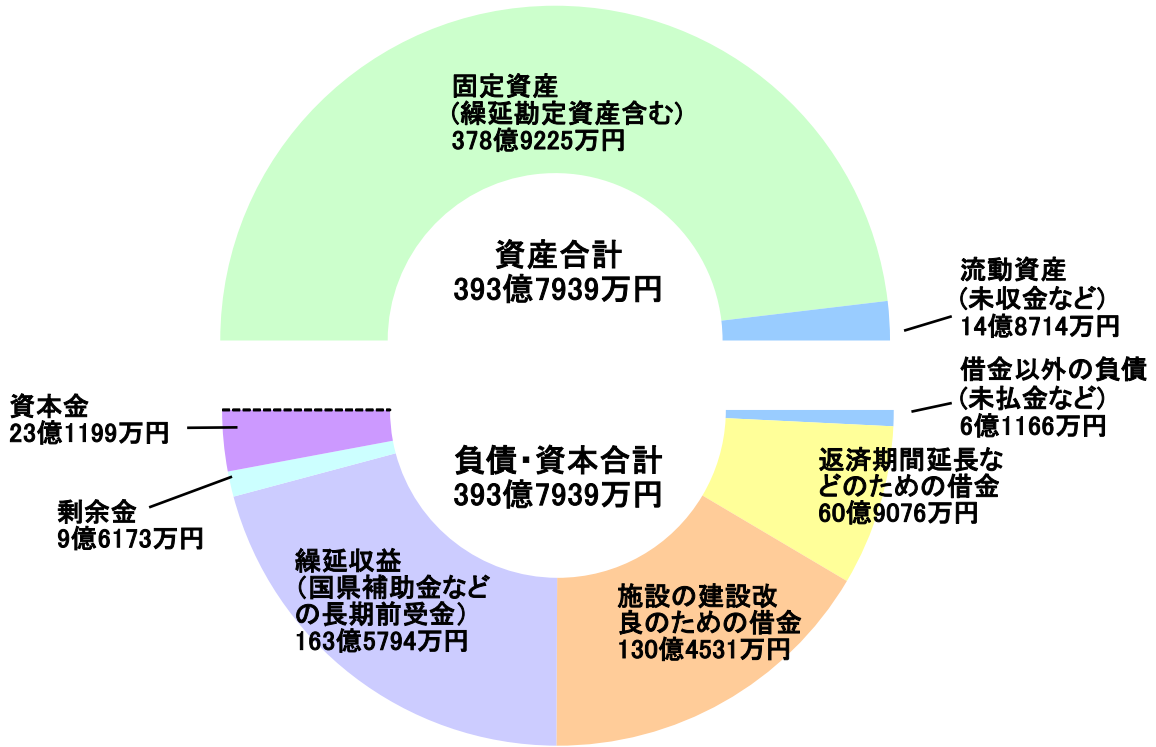 固定資産
(繰延勘定資産含む)
378億9225万円
資産合計
393億7939万円
流動資産
(未収金など)
14億8714万円
借金以外の負債
(未払金など)
6億1166万円
資本金
23億1199万円
負債・資本合計
393億7939万円
返済期間延長な
どのための借金
60億9076万円
剰余金
9億6173万円
繰延収益
(国県補助金など
の長期前受金)
163億5794万円
施設の建設改
良のための借金
130億4531万円